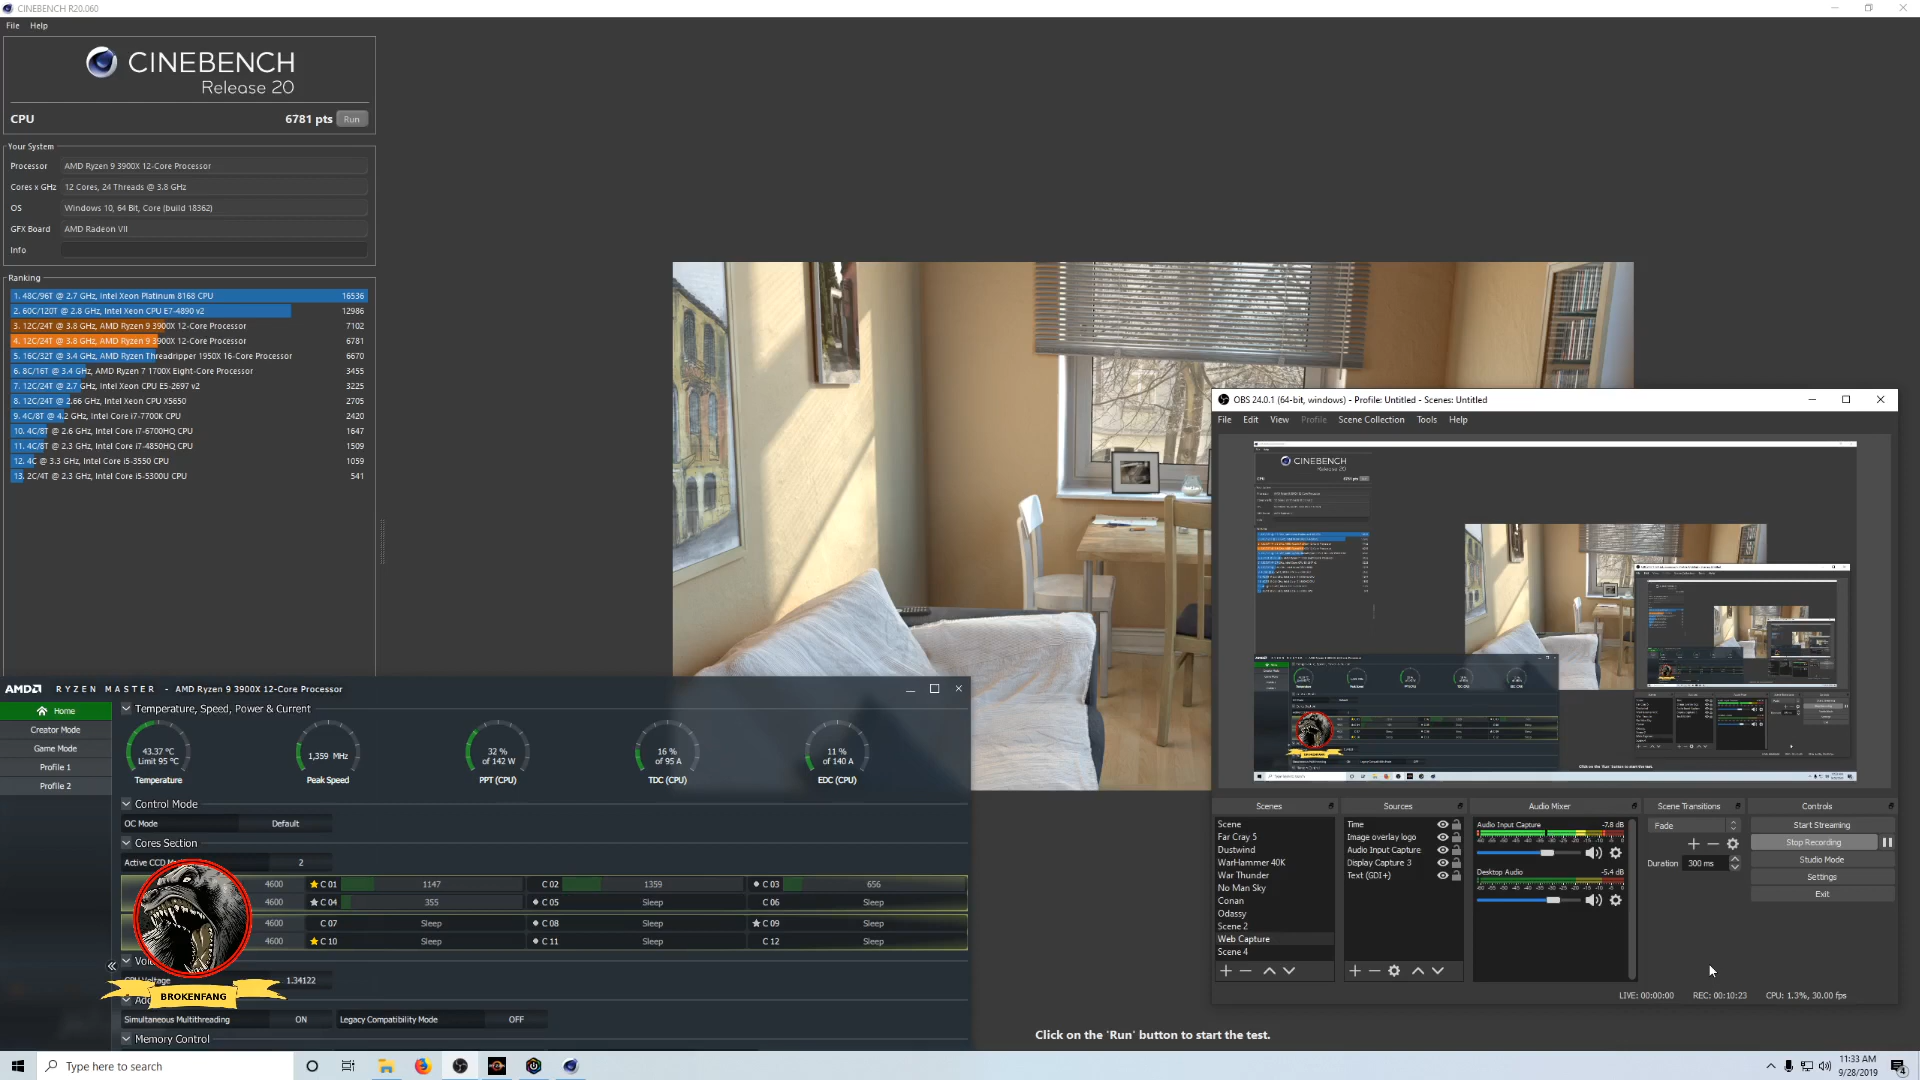 CINEBENCH R20.060
File Help
CINEBENCH
Release 20
CPU 6781 pts Run
Your System
Processor AMD Ryzen 9 3900X 12-Core Processor
Cores x GHz 12 Cores, 24 Threads @ 3.8 GHz
OS Windows 10, 64 Bit, Core (build 18362)
GFX Board AMD Radeon VII
Info
Ranking
1. 48C/96T @ 2.7 GHz, Intel Xeon Platinum 8168 CPU 16536
2. 60C/120T @ 2.8 GHz, Intel Xeon CPU E7-4890 v2 12986
3. 12C/24T @ 3.8 GHz, AMD Ryzen 9 3900X 12-Core Processor 7102
4. 12C/24T @ 3.8 GHz, AMD Ryzen 9 3900X 12-Core Processor 6781
5. 16C/32T @ 3.4 GHz, AMD Ryzen Threadripper 1950X 16-Core Processor 6670
6. 8C/16T @ 3.4 GHz, AMD Ryzen 7 1700X Eight-Core Processor 3455
7. 12C/24T @ 2.7 GHz, Intel Xeon CPU E5-2697 v2 3225
8. 12C/24T @ 2.66 GHz, Intel Xeon CPU X5650 2705
9. 4C/8T @ 4.2 GHz, Intel Core i7-7700K CPU 2420
10. 4C/8T @ 2.6 GHz, Intel Core i7-6700HQ CPU 1647
11. 4C/8T @ 2.3 GHz, Intel Core i7-4850HQ CPU 1509
12. 4C @ 3.3 GHz, Intel Core i5-3550 CPU 1059
13. 2C/4T @ 2.3 GHz, Intel Core i5-5300U CPU 541
AMD RYZEN MASTER - AMD Ryzen 9 3900X 12-Core Processor
Home
Creator Mode
Game Mode
Profile 1
Profile 2
Temperature, Speed, Power & Current
43.37 °C
Limit 95 °C
Temperature
1,359 MHz
Peak Speed
32 %
of 142 W
PPT (CPU)
16 %
of 95 A
TDC (CPU)
11 %
of 140 A
EDC (CPU)
Control Mode
OC Mode Default
Cores Section
Active CCD 2
4600 C 01 1147 C 02 1359 C 03 656
4600 C 04 355 C 05 Sleep C 06 Sleep
4600 C 07 Sleep C 08 Sleep C 09 Sleep
4600 C 10 Sleep C 11 Sleep C 12 Sleep
1.34122
BROKENFANG
Simultaneous Multithreading ON Legacy Compatibility Mode OFF
Memory Control
OBS 24.0.1 (64-bit, windows) - Profile: Untitled - Scenes: Untitled
File Edit View Profile Scene Collection Tools Help
CINEBENCH
Release 20
Scenes
Scene
Far Cray 5
Dustwind
WarHammer 40K
War Thunder
No Man Sky
Conan
Odassy
Scene 2
Web Capture
Scene 4
Sources
Time
Image overlay logo
Audio Input Capture
Display Capture 3
Text (GDI+)
Audio Mixer
Audio Input Capture -7.8 dB
Desktop Audio -5.4 dB
Scene Transitions
Fade
Duration 300 ms
Controls
Start Streaming
Stop Recording
Studio Mode
Settings
Exit
LIVE: 00:00:00 REC: 00:10:23 CPU: 1.3%, 30.00 fps
Click on the 'Run' button to start the test.
Type here to search
11:33 AM
9/28/2019
4